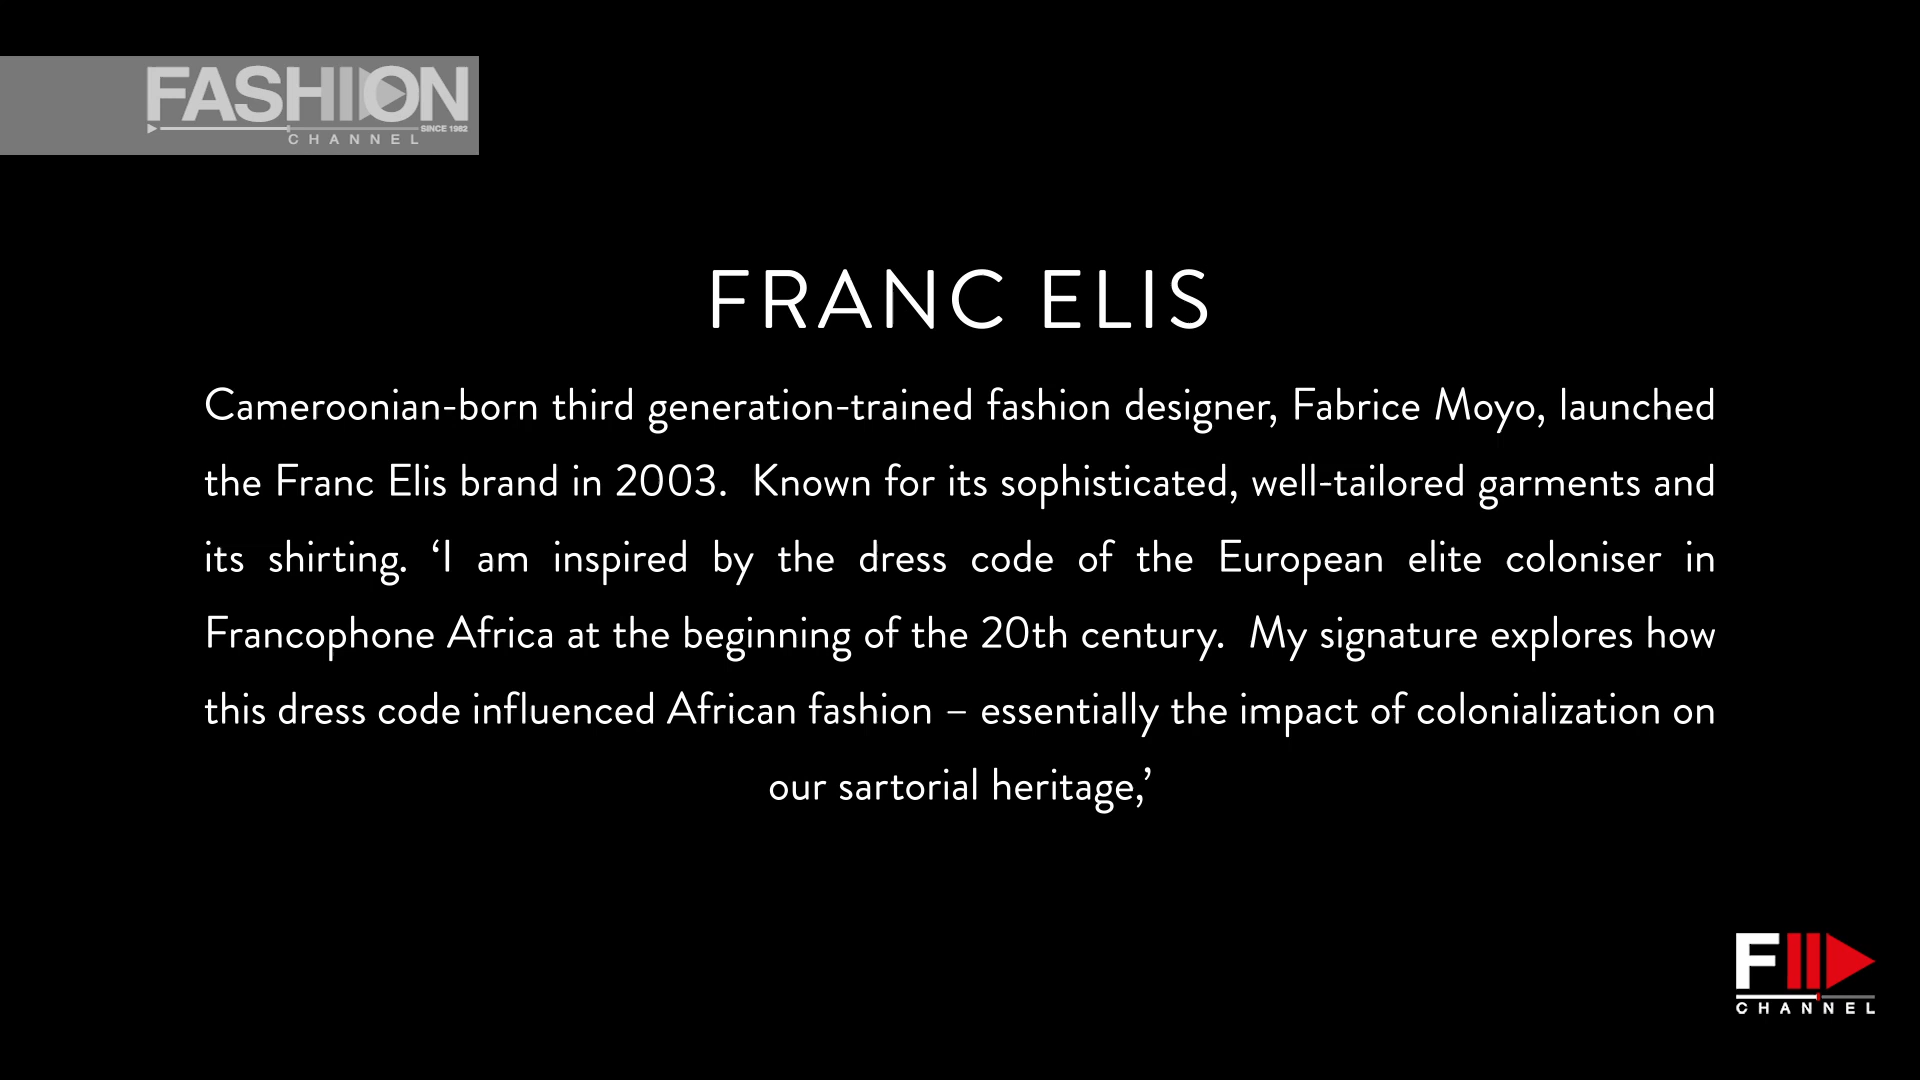 FASHION
SINCE 1982
CHANNEL
FRANC ELIS
Cameroonian-born third generation-trained fashion designer, Fabrice Moyo, launched
the Franc Elis brand in 2003.  Known for its sophisticated, well-tailored garments and
its shirting. ‘I am inspired by the dress code of the European elite coloniser in
Francophone Africa at the beginning of the 20th century.  My signature explores how
this dress code influenced African fashion – essentially the impact of colonialization on
our sartorial heritage,’
F
CHANNEL